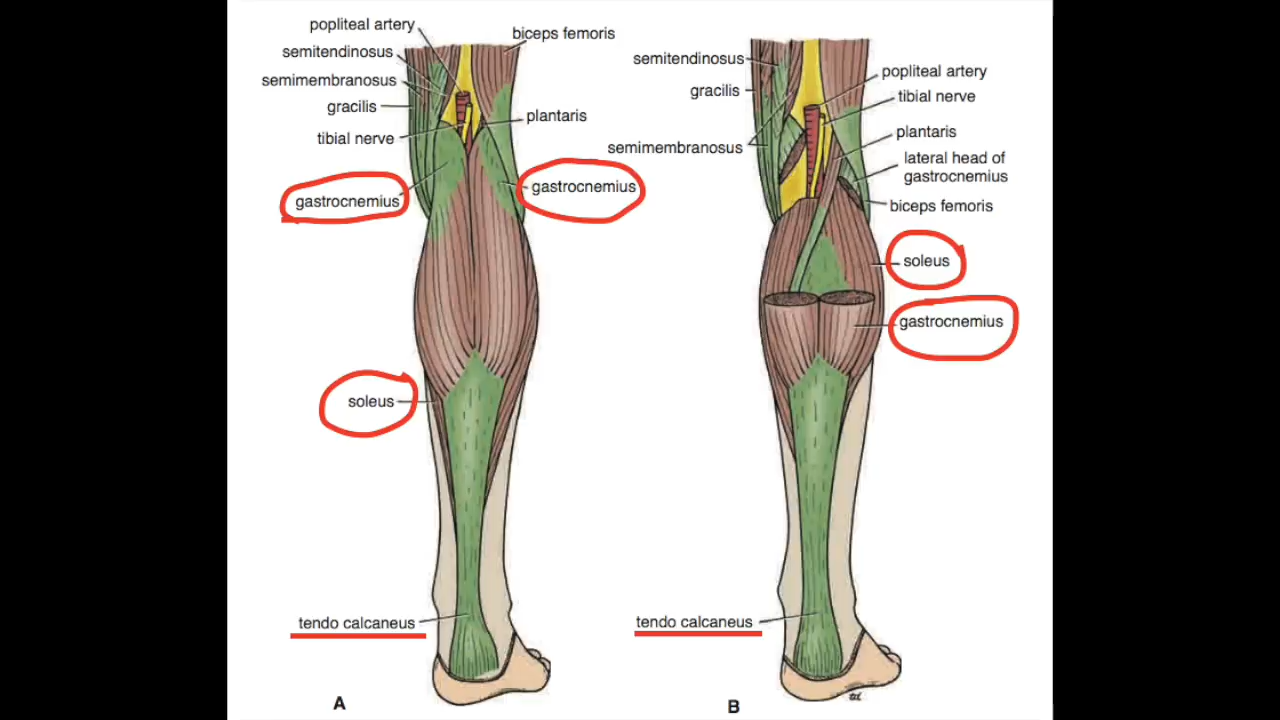 popliteal artery
semitendinosus
semimembranosus
gracilis
tibial nerve
gastrocnemius
biceps femoris
plantaris
gastrocnemius
soleus
tendo calcaneus
A
semitendinosus
gracilis
semimembranosus
popliteal artery
tibial nerve
plantaris
lateral head of
gastrocnemius
biceps femoris
soleus
gastrocnemius
tendo calcaneus
B